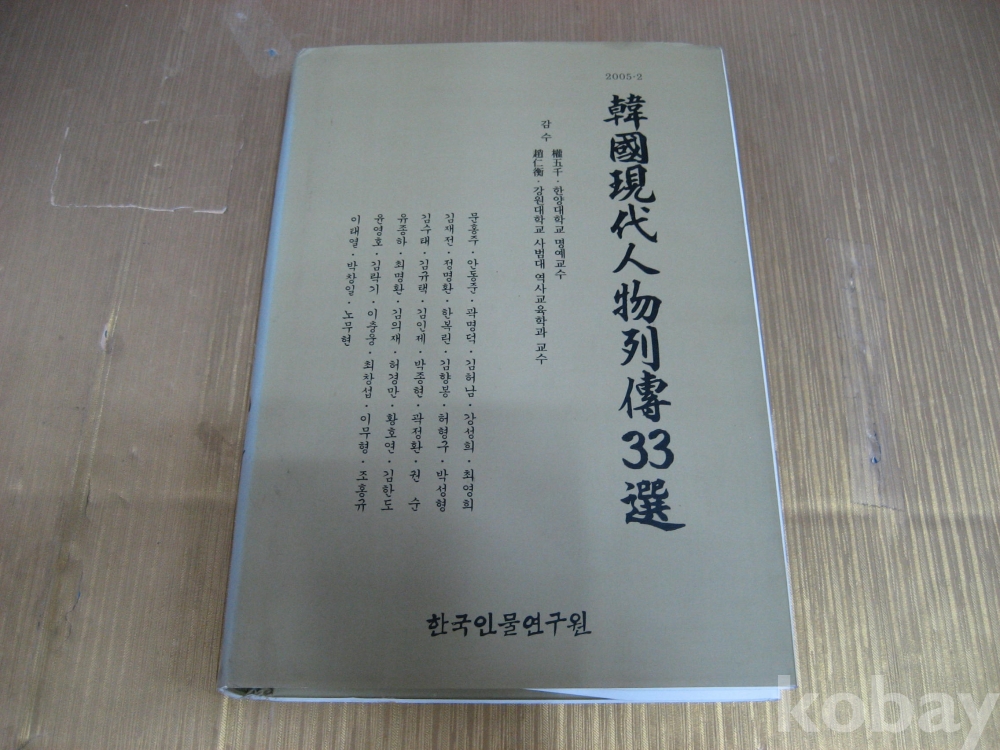 2005·2
韓國現代人物列傳33選
감수 權五千·한양대학교 명예교수
趙仁衡·강원대학교 사범대 역사교육학과 교수
문홍주·안동준·곽명덕·김허남·강성희·최영희
김재전·정명환·한복린·김향봉·허형구·박성형
김수태·김규택·김인제·박종현·곽정환·권 순
유종하·최명환·김의재·허경만·황호연·김한도
윤영호·김락기·이충웅·최창섭·이무형·조홍규
이태열·박창일·노무현
한국인물연구원
kobay